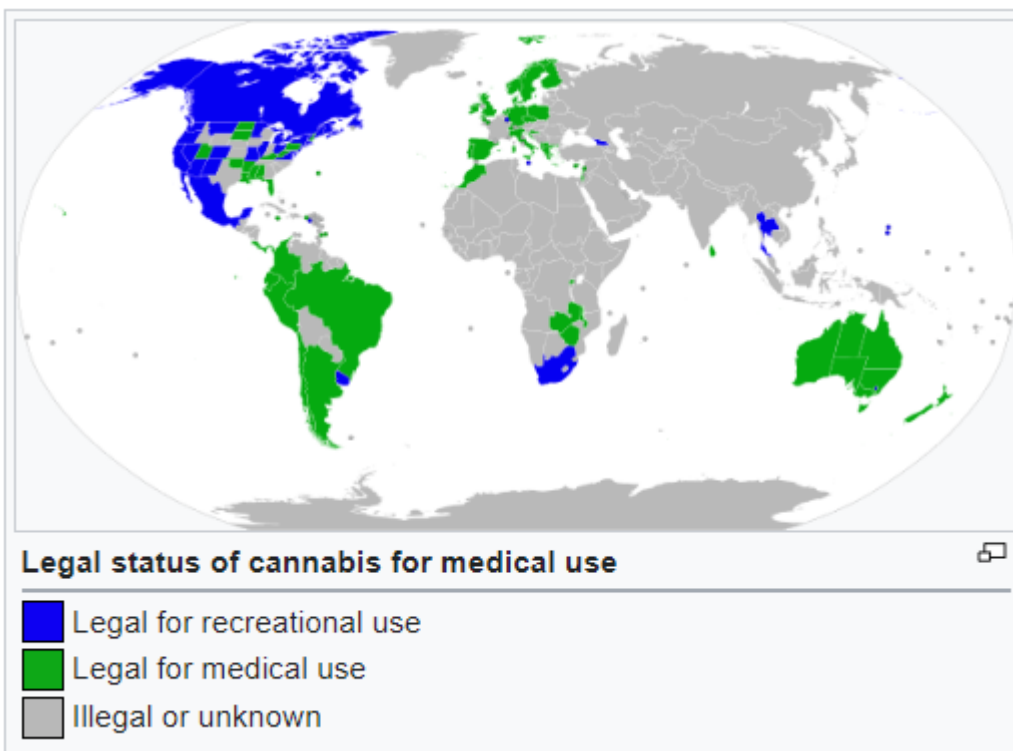 Legal status of cannabis for medical use
Legal for recreational use
Legal for medical use
Illegal or unknown